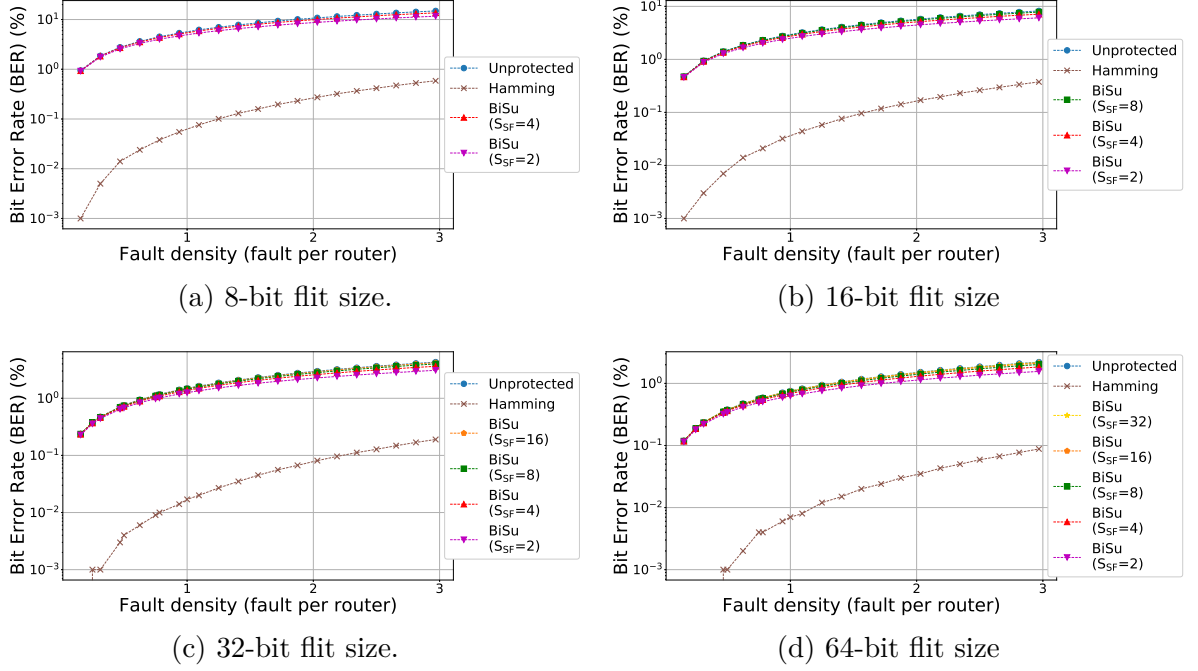 Bit Error Rate (BER) (%)
10^1
10^0
10^−1
10^−2
10^−3
1
2
3
Fault density (fault per router)
Unprotected
Hamming
BiSu
(S_SF=4)
BiSu
(S_SF=2)
(a) 8-bit flit size.
Bit Error Rate (BER) (%)
10^1
10^0
10^−1
10^−2
10^−3
1
2
3
Fault density (fault per router)
Unprotected
Hamming
BiSu
(S_SF=8)
BiSu
(S_SF=4)
BiSu
(S_SF=2)
(b) 16-bit flit size
Bit Error Rate (BER) (%)
10^0
10^−1
10^−2
10^−3
1
2
3
Fault density (fault per router)
Unprotected
Hamming
BiSu
(S_SF=16)
BiSu
(S_SF=8)
BiSu
(S_SF=4)
BiSu
(S_SF=2)
(c) 32-bit flit size.
Bit Error Rate (BER) (%)
10^0
10^−1
10^−2
10^−3
1
2
3
Fault density (fault per router)
Unprotected
Hamming
BiSu
(S_SF=32)
BiSu
(S_SF=16)
BiSu
(S_SF=8)
BiSu
(S_SF=4)
BiSu
(S_SF=2)
(d) 64-bit flit size